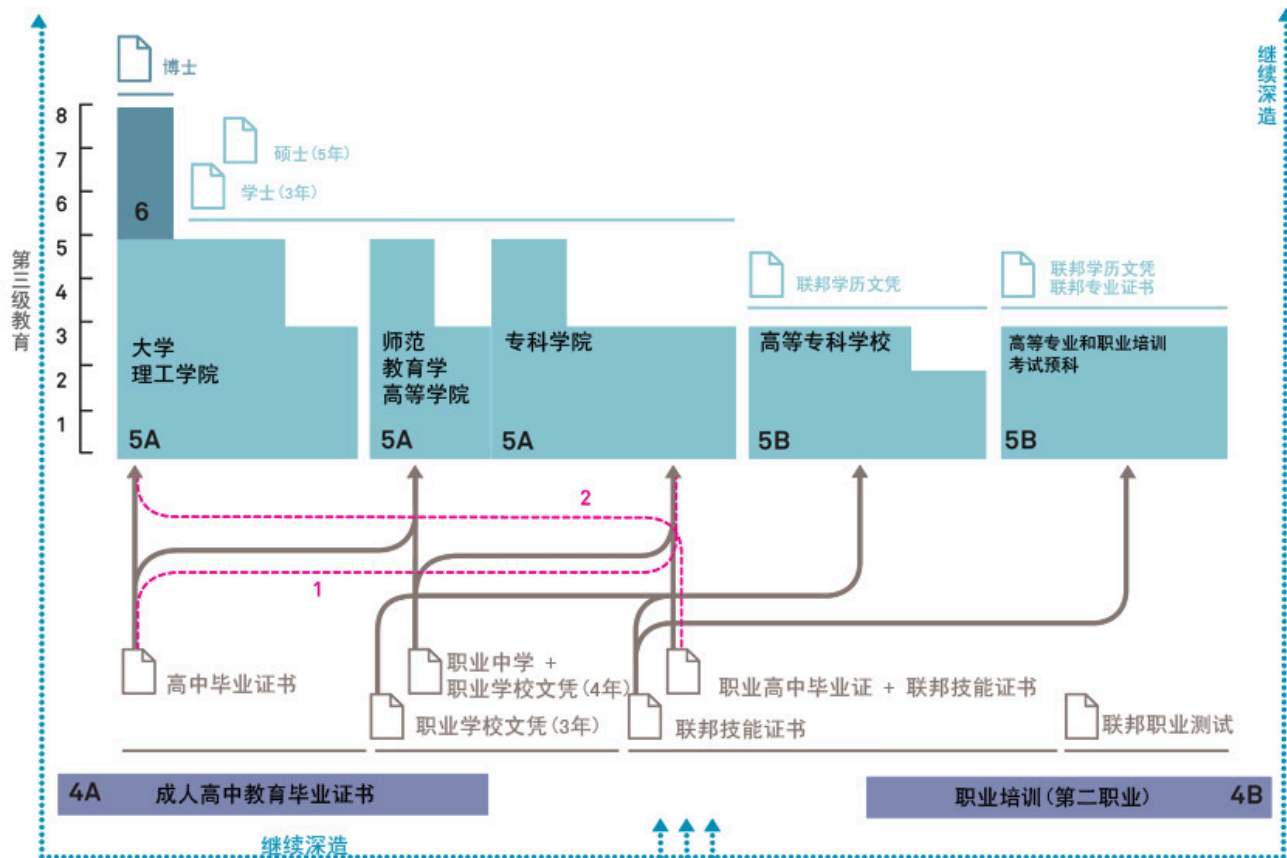 博士
继续深造
8
7
6
5
4
3
2
1
第三级教育
硕士(5年)
学士(3年)
6
联邦学历文凭
联邦学历文凭
联邦专业证书
大学
理工学院
5A
师范
教育学
高等学院
5A
专科学院
5A
高等专科学校
5B
高等专业和职业培训
考试预科
5B
2
1
高中毕业证书
职业中学 +
职业学校文凭(4年)
职业高中毕业证 + 联邦技能证书
职业学校文凭(3年)
联邦技能证书
联邦职业测试
4A 成人高中教育毕业证书
职业培训(第二职业) 4B
继续深造